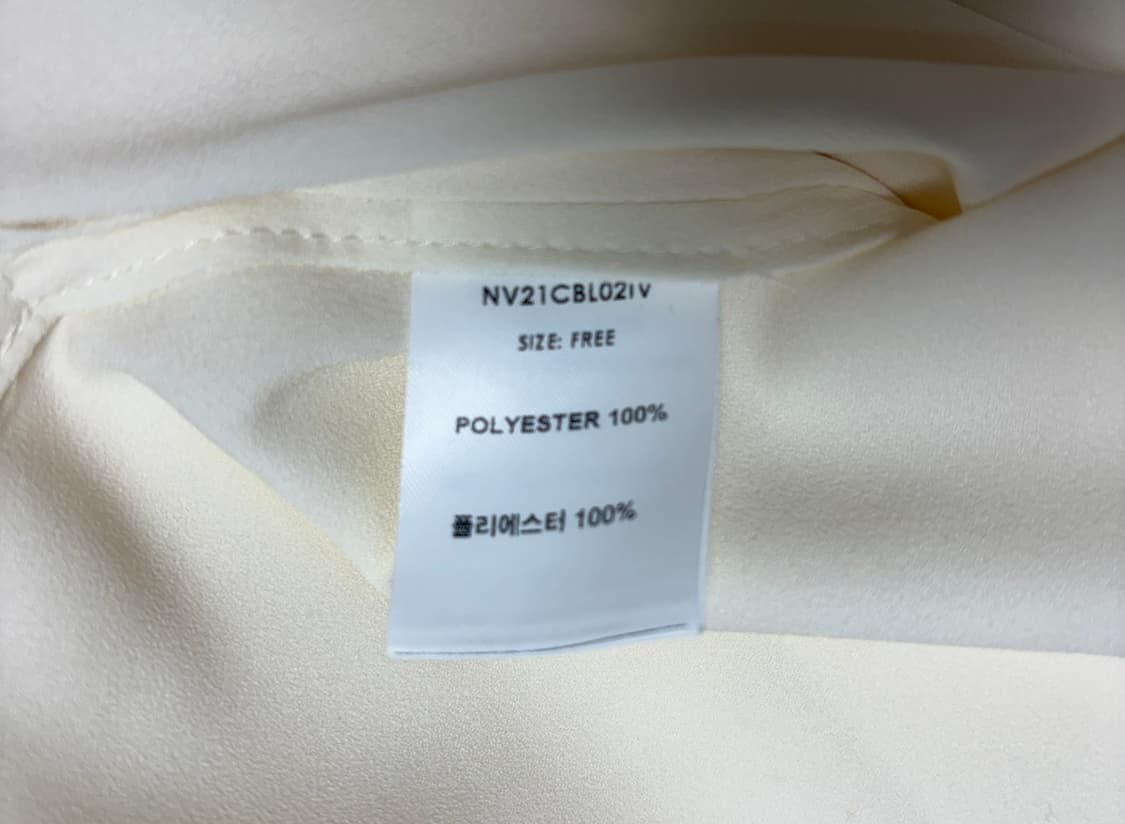 NV21CBL02IV
SIZE: FREE
POLYESTER 100%
폴리에스터 100%